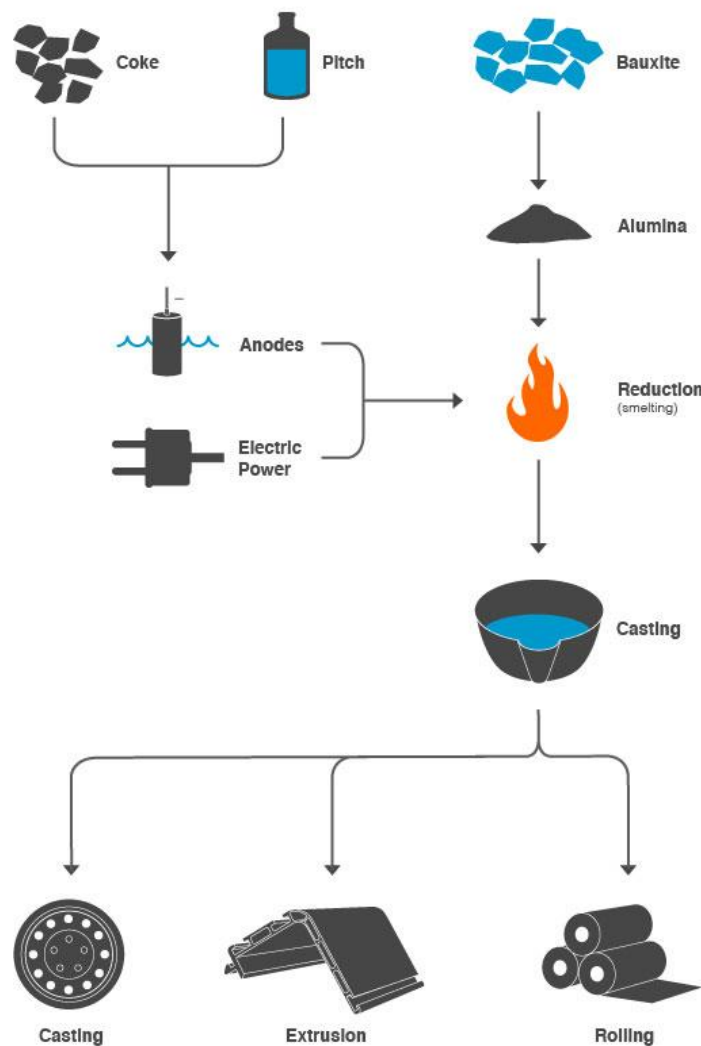 Coke
Pitch
Bauxite
Alumina
Anodes
Reduction
(smelting)
Electric
Power
Casting
Casting
Extrusion
Rolling